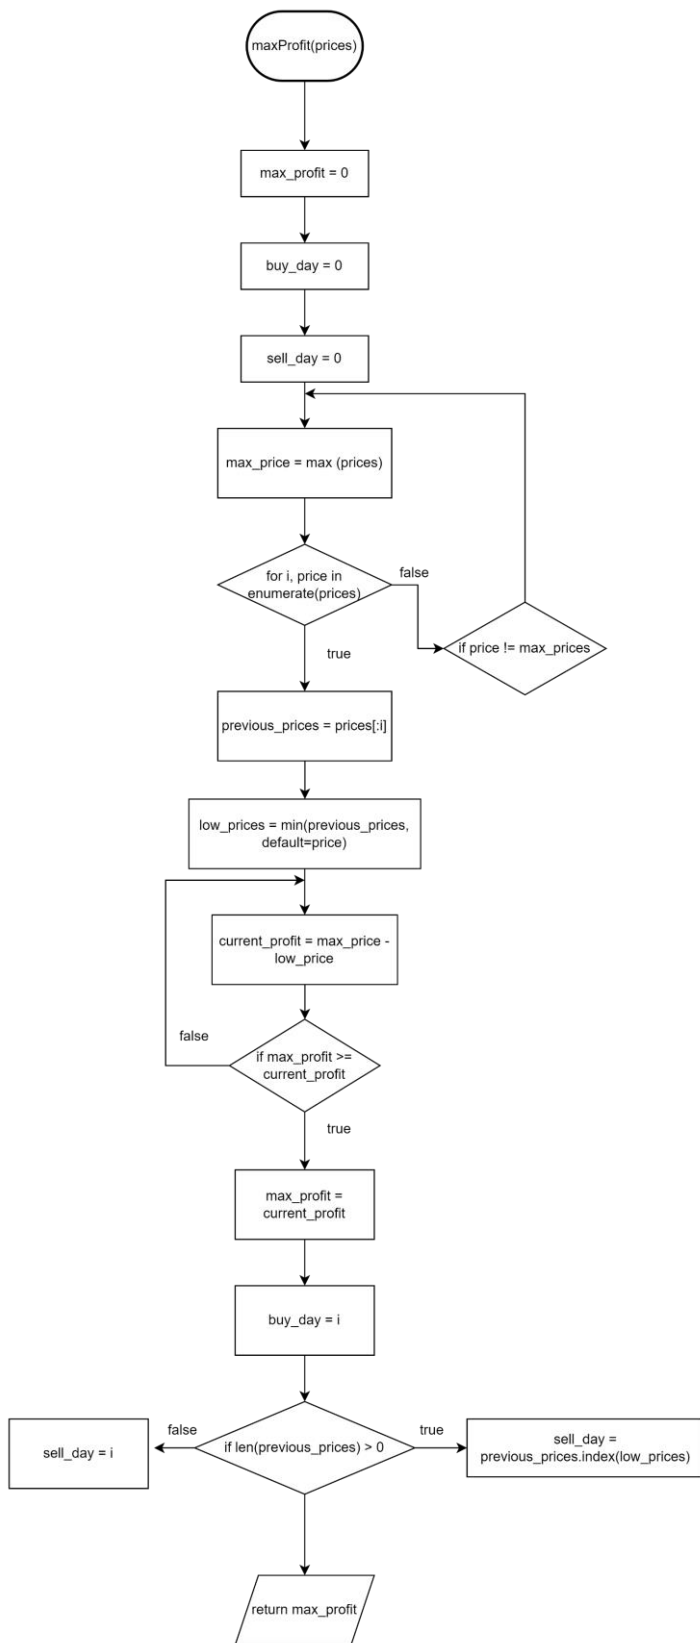 maxProfit(prices)
max_profit = 0
buy_day = 0
sell_day = 0
max_price = max (prices)
for i, price in
enumerate(prices)
false
if price != max_prices
true
previous_prices = prices[:i]
low_prices = min(previous_prices,
default=price)
current_profit = max_price -
low_price
false
if max_profit >=
current_profit
true
max_profit =
current_profit
buy_day = i
sell_day = i
false
if len(previous_prices) > 0
true
sell_day =
previous_prices.index(low_prices)
return max_profit